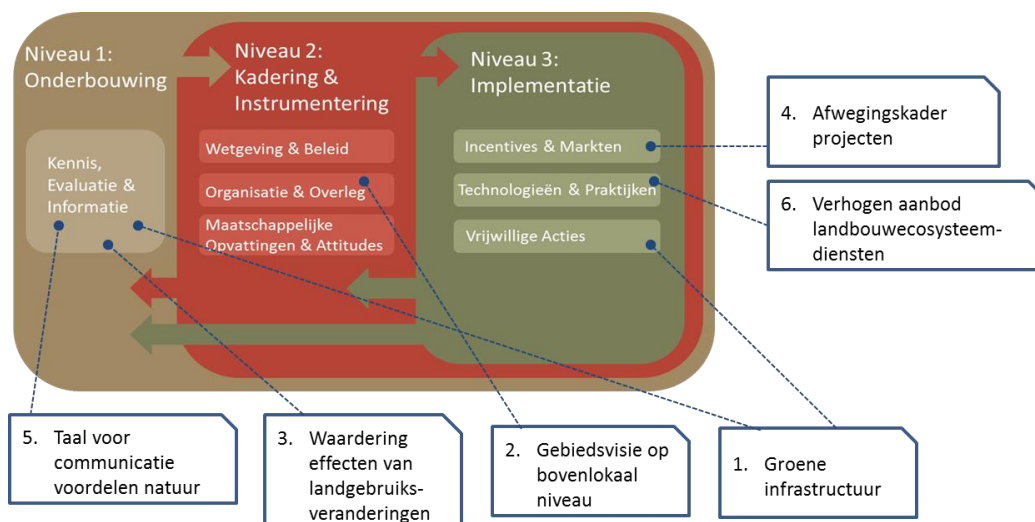 Niveau 1:
Onderbouwing
Kennis,
Evaluatie &
Informatie
Niveau 2:
Kadering &
Instrumentering
Wetgeving & Beleid
Organisatie & Overleg
Maatschappelijke
Opvattingen & Attitudes
Niveau 3:
Implementatie
Incentives & Markten
Technologieën & Praktijken
Vrijwillige Acties
4. Afwegingskader
projecten
6. Verhogen aanbod
landbouwecosysteem-
diensten
5. Taal voor
communicatie
voordelen natuur
3. Waardering
effecten van
landgebruiks-
veranderingen
2. Gebiedsvisie op
bovenlokaal
niveau
1. Groene
infrastructuur